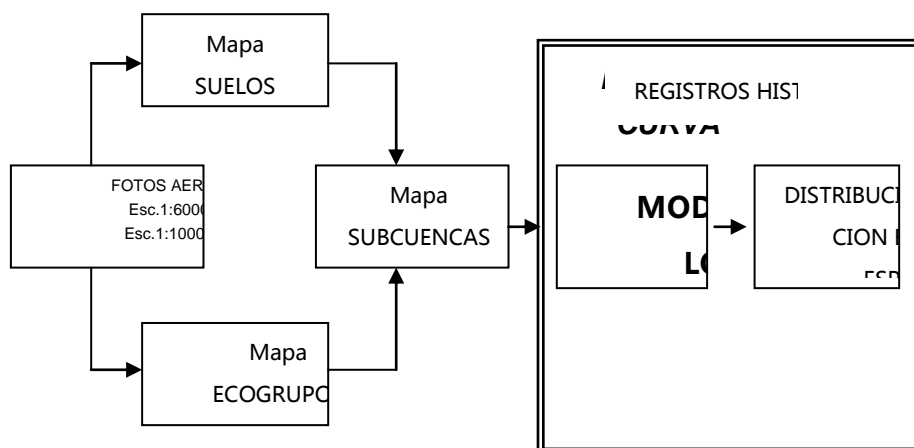 Mapa
SUELOS
REGISTROS HIST
CURVA
FOTOS AER
Esc.1:6000
Esc.1:1000
Mapa
SUBCUENCAS
MOD
DISTRIBUCI
CION
Mapa
ECOGRUPO